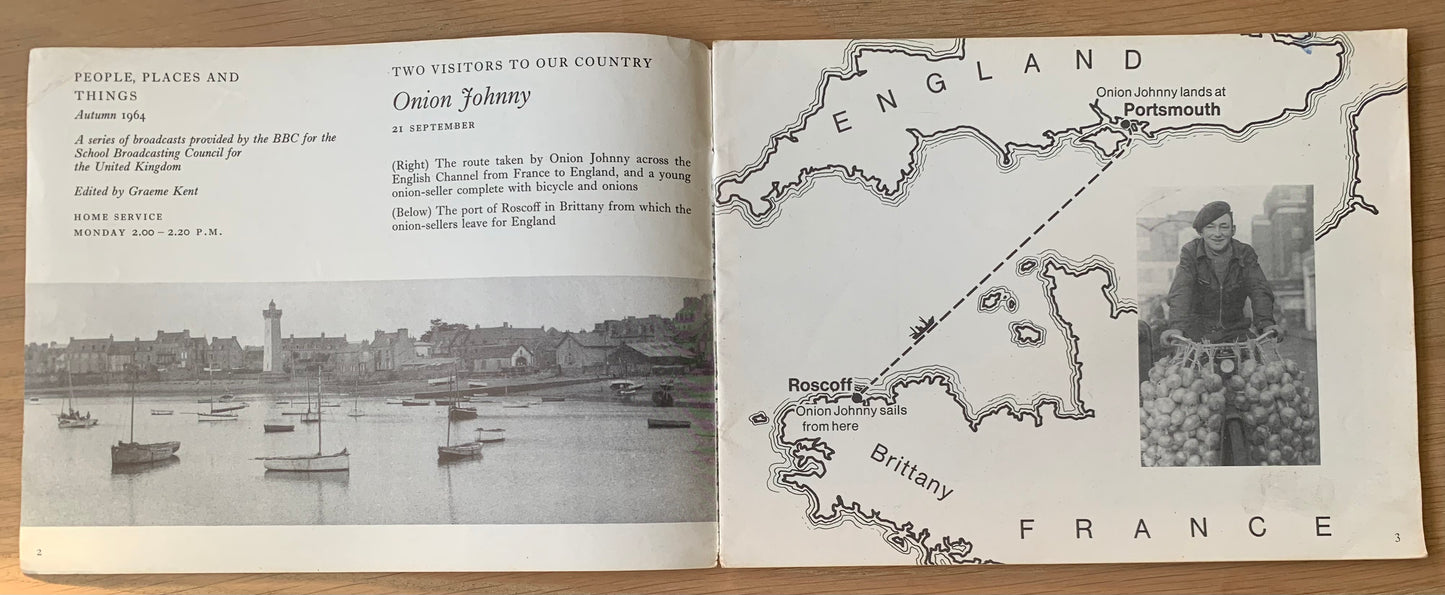 PEOPLE, PLACES AND
THINGS
Autumn 1964
A series of broadcasts provided by the BBC for the
School Broadcasting Council for
the United Kingdom
Edited by Graeme Kent
HOME SERVICE
MONDAY 2.00 – 2.20 P.M.
TWO VISITORS TO OUR COUNTRY
Onion Johnny
21 SEPTEMBER
(Right) The route taken by Onion Johnny across the
English Channel from France to England, and a young
onion-seller complete with bicycle and onions
(Below) The port of Roscoff in Brittany from which the
onion-sellers leave for England
2
ENGLAND
Onion Johnny lands at
Portsmouth
Roscoff
Onion Johnny sails
from here
Brittany
FRANCE
3